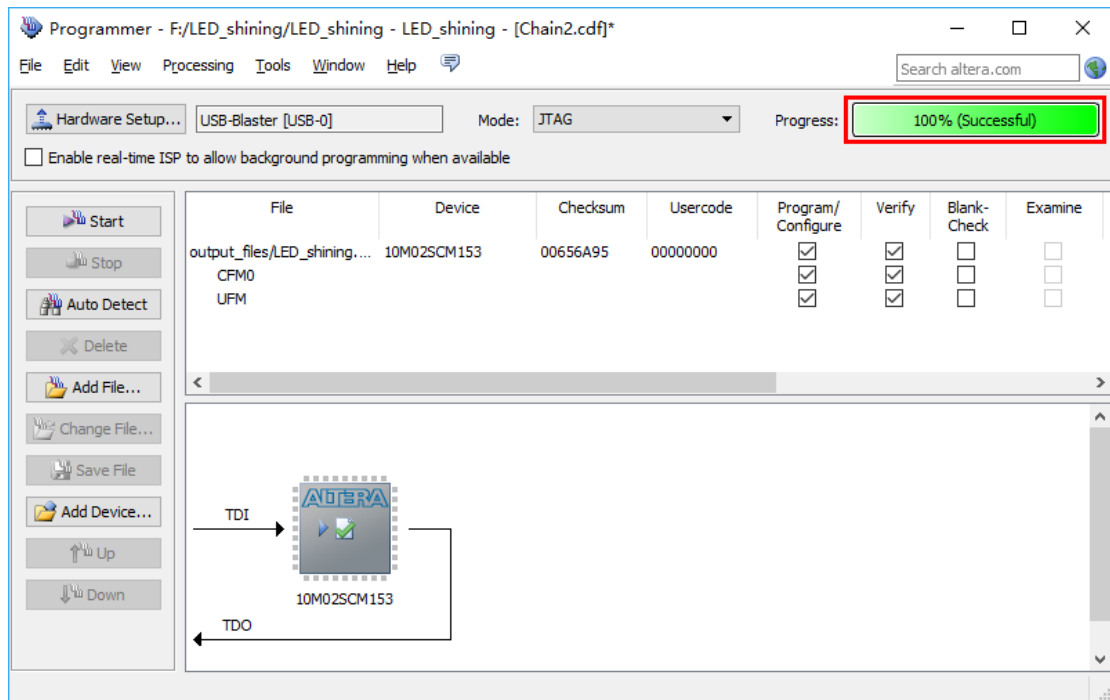 Programmer - F:/LED_shining/LED_shining - LED_shining - [Chain2.cdf]*
File Edit View Processing Tools Window Help
Search altera.com
Hardware Setup... USB-Blaster [USB-0] Mode: JTAG Progress: 100% (Successful)
Enable real-time ISP to allow background programming when available
Start
Stop
Auto Detect
Delete
Add File...
Change File...
Save File
Add Device...
Up
Down
File Device Checksum Usercode Program/ Verify Blank- Examine
Configure Check
output_files/LED_shining.... 10M02SCM153 00656A95 00000000
CFM0
UFM
TDI
ALTERA
10M02SCM153
TDO